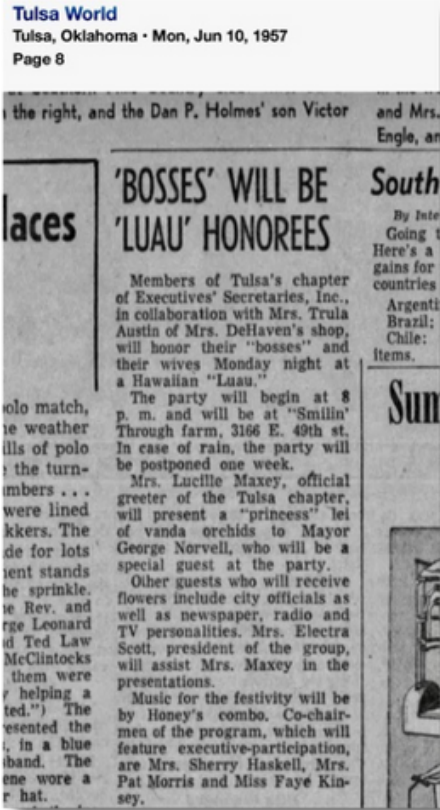 Tulsa World
Tulsa, Oklahoma • Mon, Jun 10, 1957
Page 8
the right, and the Dan P. Holmes' son Victor
and Mrs.
Engle, an
laces
'BOSSES' WILL BE
'LUAU' HONOREES
Members of Tulsa's chapter
of Executives' Secretaries, Inc.,
in collaboration with Mrs. Trula
Austin of Mrs. DeHaven's shop,
will honor their "bosses" and
their wives Monday night at
a Hawaiian "Luau."
The party will begin at 8
p. m. and will be at "Smilin'
Through farm, 3166 E. 49th st.
In case of rain, the party will
be postponed one week.
Mrs. Lucille Maxey, official
greeter of the Tulsa chapter,
will present a "princess" lei
of vanda orchids to Mayor
George Norvell, who will be a
special guest at the party.
Other guests who will receive
flowers include city officials as
well as newspaper, radio and
TV personalities. Mrs. Electra
Scott, president of the group,
will assist Mrs. Maxey in the
presentations.
Music for the festivity will be
by Honey's combo. Co-chair-
men of the program, which will
feature executive-participation,
are Mrs. Sherry Haskell, Mrs.
Pat Morris and Miss Faye Kin-
sey.
olo match,
e weather
lls of polo
the turn-
mbers . . .
were lined
kkers. The
de for lots
ent stands
he sprinkle.
e Rev. and
rge Leonard
d Ted Law
McClintocks
them were
helping a
ted.") The
esented the
, in a blue
band. The
ene wore a
r hat.
South
By Inte
Going t
Here's a
gains for
countries
Argenti
Brazil;
Chile:
items.
Sun